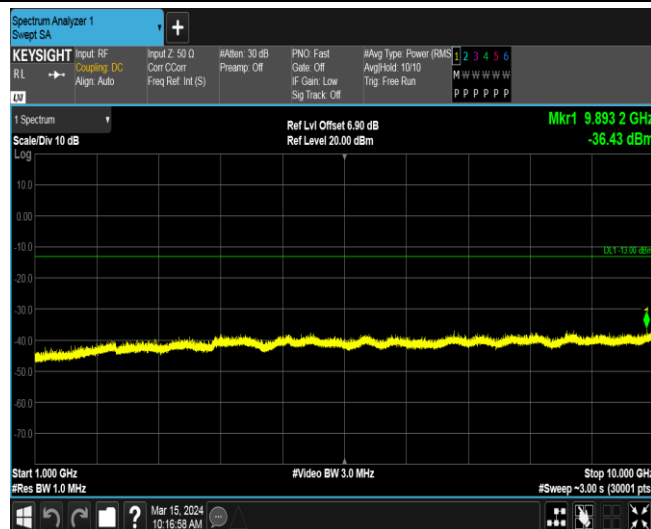 Spectrum Analyzer 1
Swept SA
+
KEYSIGHT
RL
LXI
Input: RF
Coupling: DC
Align: Auto
Input Z: 50 Ω
Corr CCorr
Freq Ref: Int (S)
#Atten: 30 dB
Preamp: Off
PNO: Fast
Gate: Off
IF Gain: Low
Sig Track: Off
#Avg Type: Power (RMS
Avg|Hold: 10/10
Trig: Free Run
1 2 3 4 5 6
M W W W W W
P P P P P P
1 Spectrum
Scale/Div 10 dB
Log
Ref Lvl Offset 6.90 dB
Ref Level 20.00 dBm
Mkr1 9.893 2 GHz
-36.43 dBm
10.0
0.00
-10.0
DL1 -13.00 dBm
-20.0
-30.0
-40.0
-50.0
-60.0
-70.0
Start 1.000 GHz
#Res BW 1.0 MHz
#Video BW 3.0 MHz
Stop 10.000 GHz
#Sweep ~3.00 s (30001 pts
?
Mar 15, 2024
10:16:58 AM